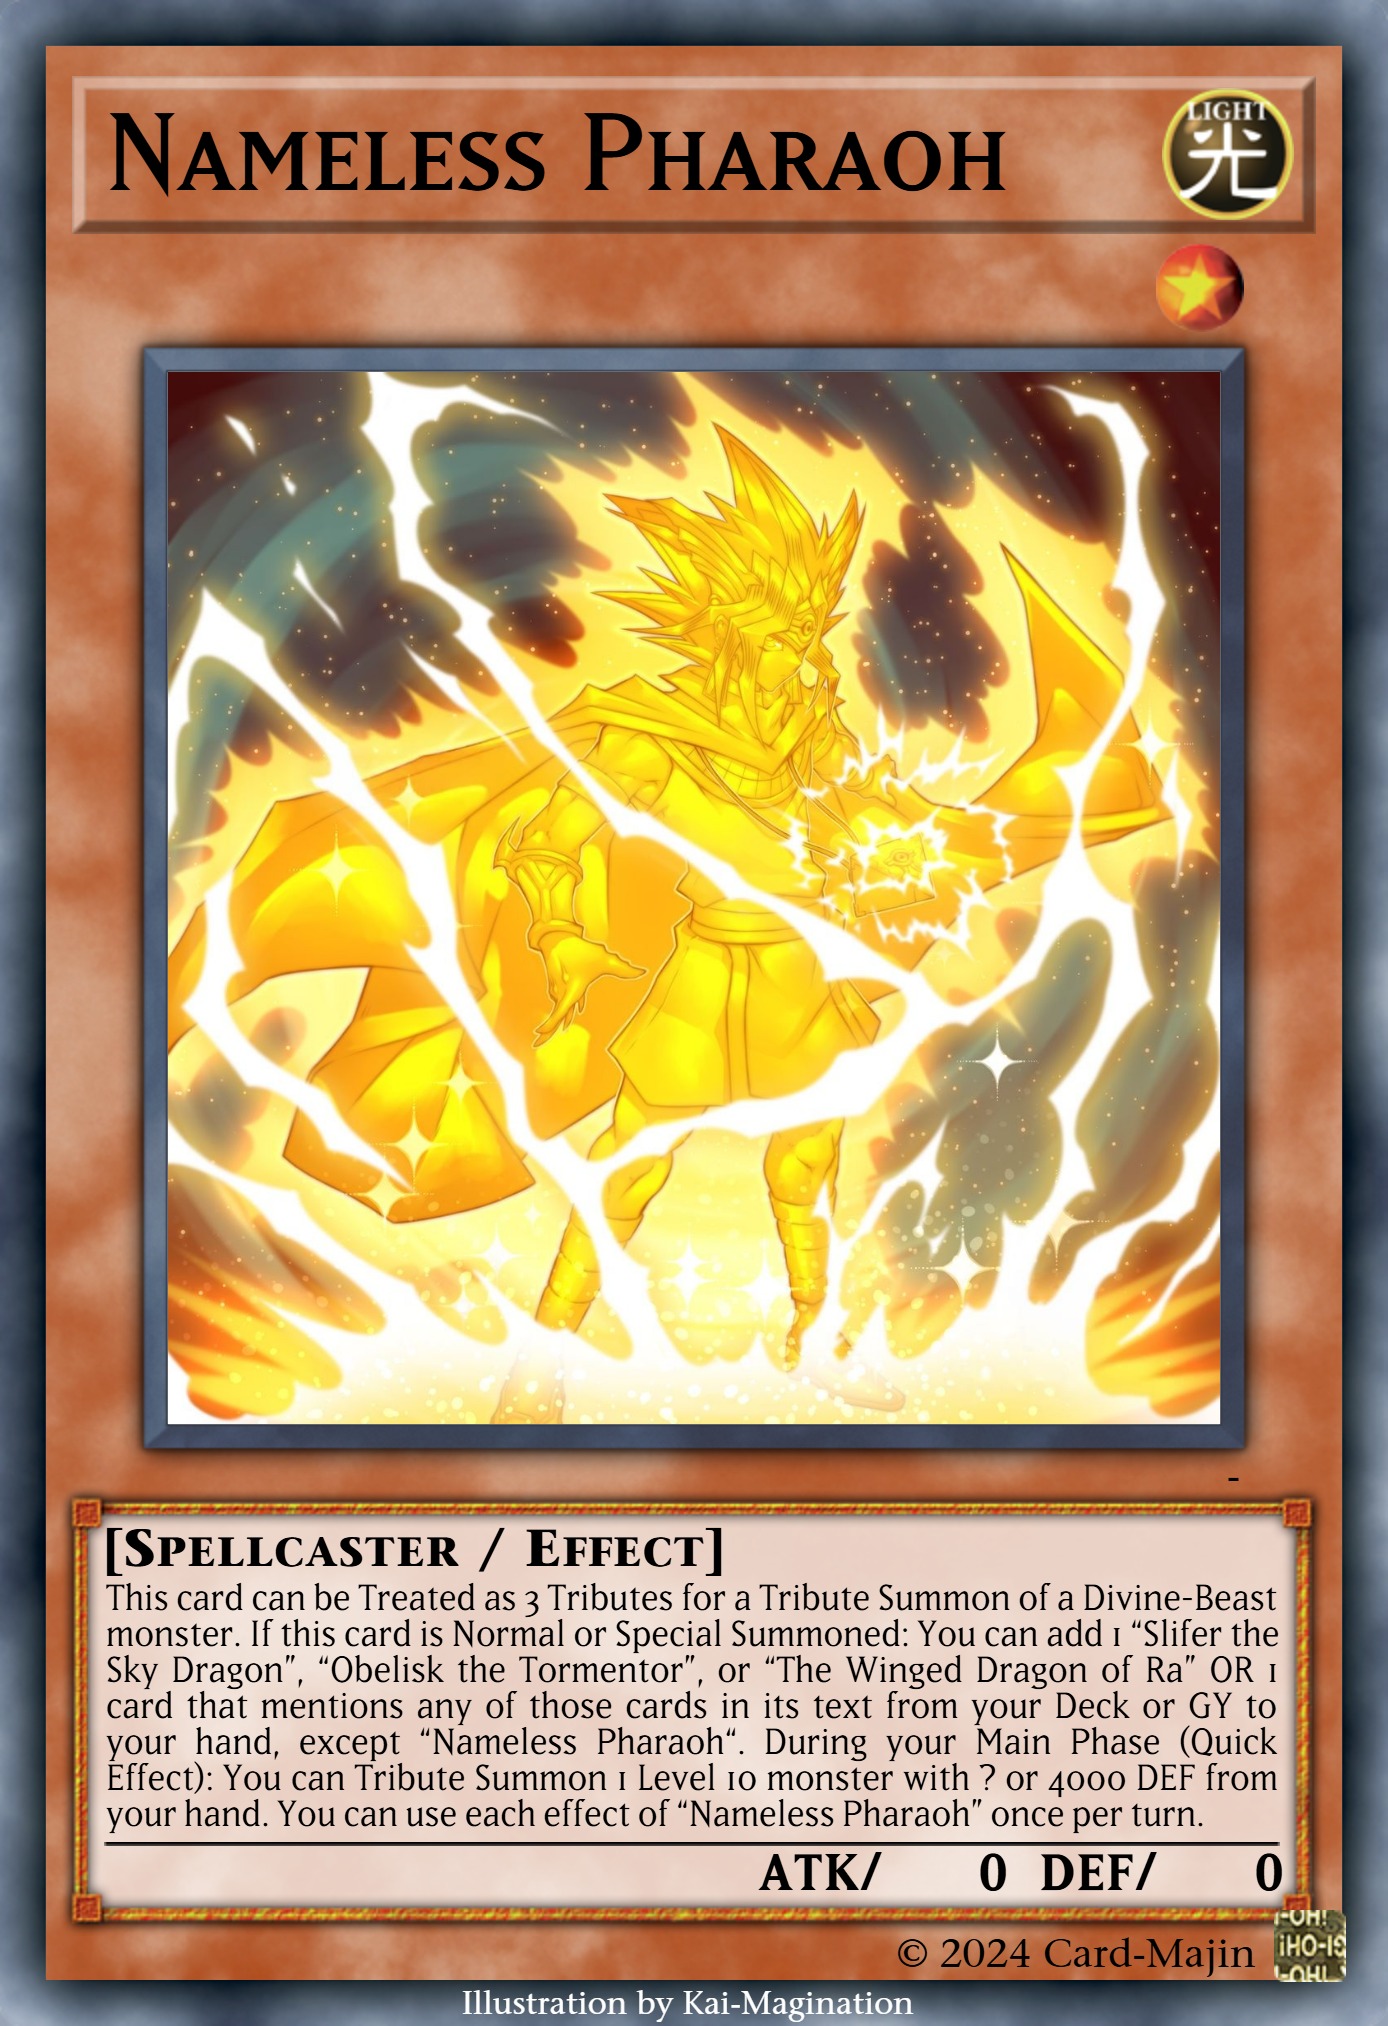 Nameless Pharaoh
LIGHT
光
-
[Spellcaster / Effect]
This card can be Treated as 3 Tributes for a Tribute Summon of a Divine-Beast
monster. If this card is Normal or Special Summoned: You can add 1 “Slifer the
Sky Dragon”, “Obelisk the Tormentor”, or “The Winged Dragon of Ra” OR 1
card that mentions any of those cards in its text from your Deck or GY to
your hand, except “Nameless Pharaoh“. During your Main Phase (Quick
Effect): You can Tribute Summon 1 Level 10 monster with ? or 4000 DEF from
your hand. You can use each effect of “Nameless Pharaoh” once per turn.
ATK/ 0 DEF/ 0
© 2024 Card-Majin
Illustration by Kai-Magination